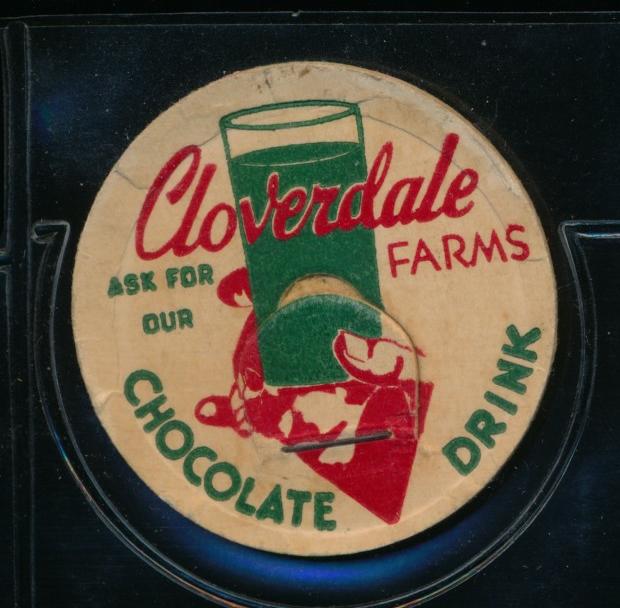 Cloverdale
FARMS
ASK FOR
OUR
CHOCOLATE
DRINK